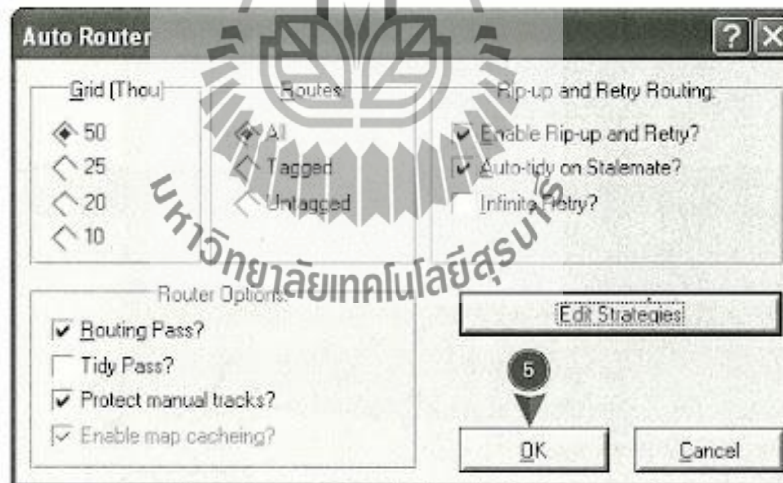 Auto Router
Grid (Thou)
50
25
20
10
Routes:
All
Tagged
Untagged
Rip-up and Retry Routing:
Enable Rip-up and Retry?
Auto-tidy on Stalemate?
Infinite Retry?
Router Options:
Routing Pass?
Tidy Pass?
Protect manual tracks?
Enable map cacheing?
Edit Strategies
5
OK
Cancel
มหาวิทยาลัยเทคโนโลยีสุรนารี